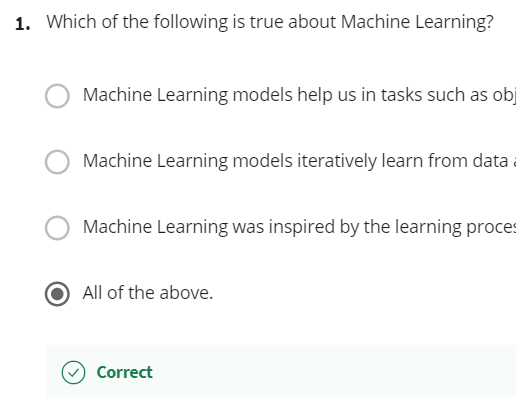 1. Which of the following is true about Machine Learning?
Machine Learning models help us in tasks such as
Machine Learning models iteratively learn from data
Machine Learning was inspired by the learning
All of the above.
Correct